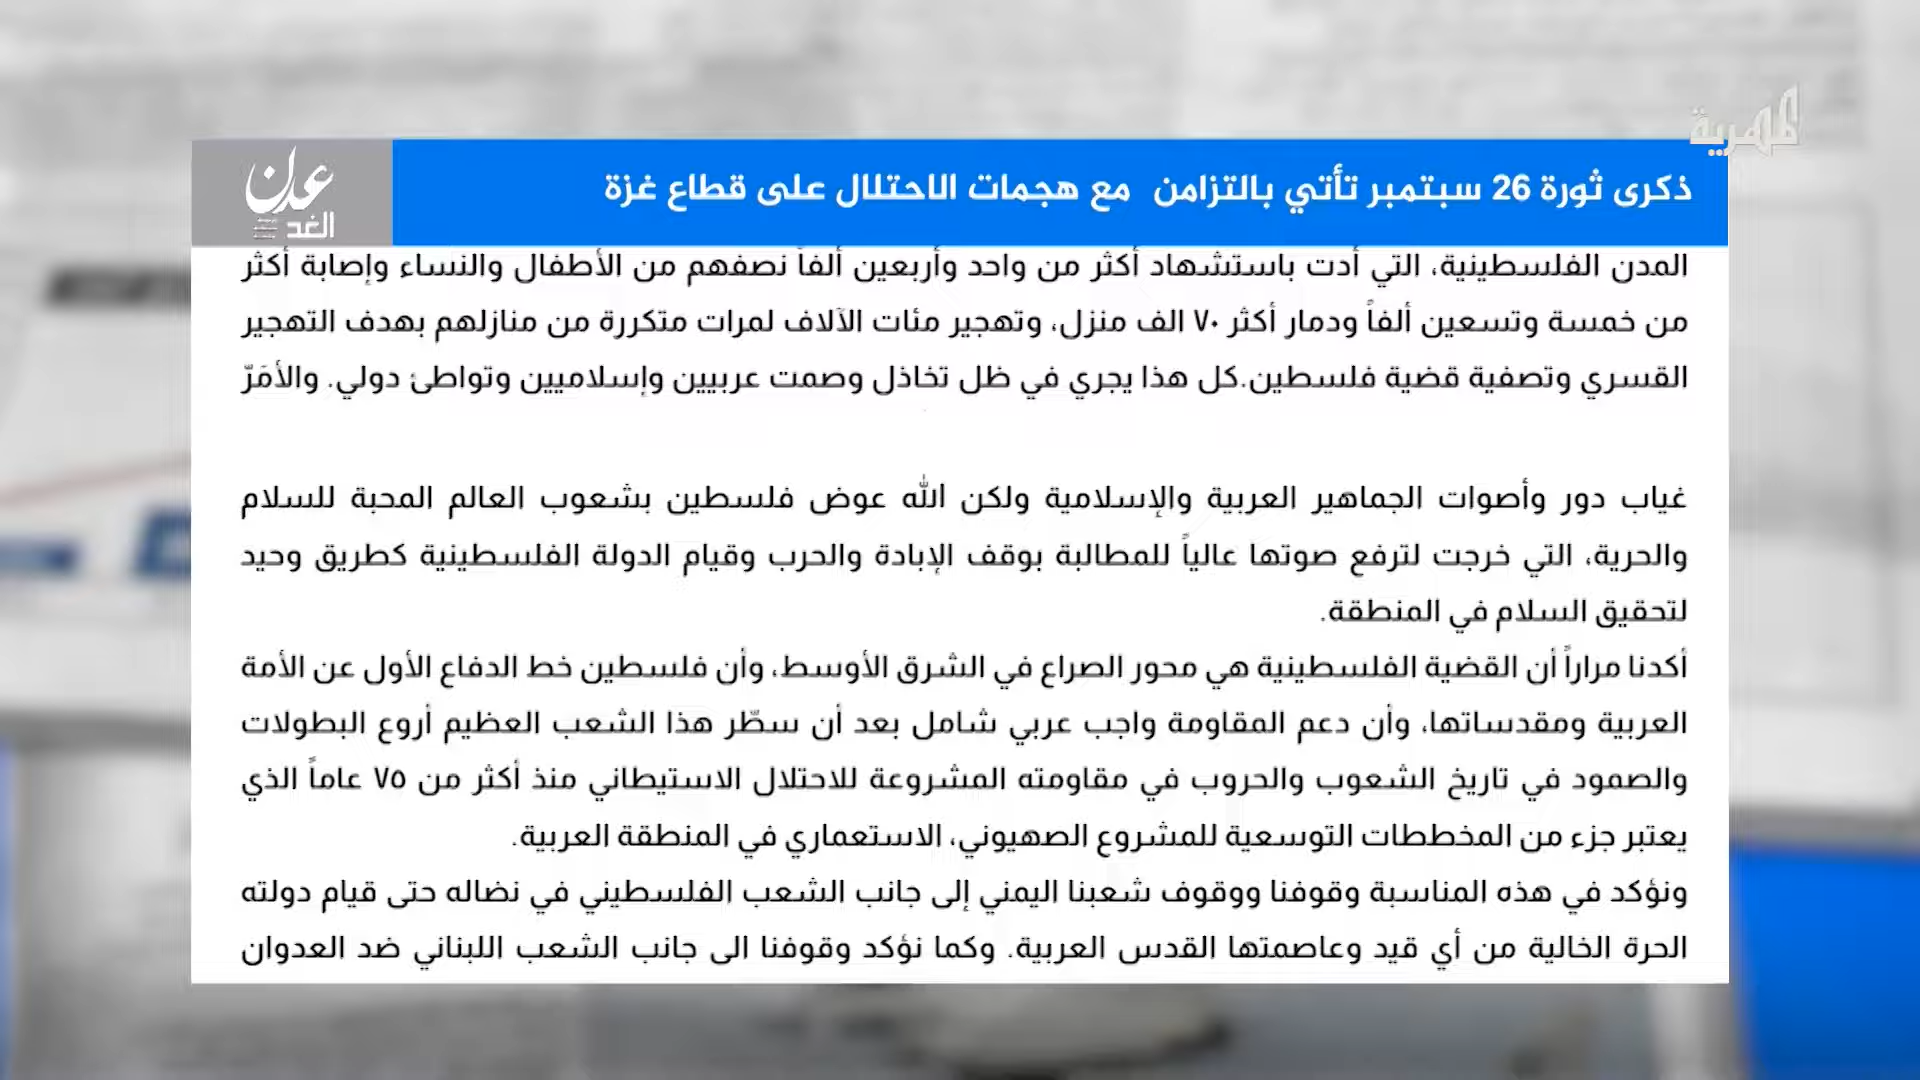 المهرية
ذكرى ثورة 26 سبتمبر تأتي بالتزامن مع هجمات الاحتلال على قطاع غزة
عدن
الغد
المدن الفلسطينية، التي أدت باستشهاد أكثر من واحد وأربعين ألفاً نصفهم من الأطفال والنساء وإصابة أكثر
من خمسة وتسعين ألفاً ودمار أكثر ٧٠ الف منزل، وتهجير مئات الآلاف لمرات متكررة من منازلهم بهدف التهجير
القسري وتصفية قضية فلسطين.كل هذا يجري في ظل تخاذل وصمت عربيين وإسلاميين وتواطئ دولي. والأمَرّ
غياب دور وأصوات الجماهير العربية والإسلامية ولكن الله عوض فلسطين بشعوب العالم المحبة للسلام
والحرية، التي خرجت لترفع صوتها عالياً للمطالبة بوقف الإبادة والحرب وقيام الدولة الفلسطينية كطريق وحيد
لتحقيق السلام في المنطقة.
أكدنا مراراً أن القضية الفلسطينية هي محور الصراع في الشرق الأوسط، وأن فلسطين خط الدفاع الأول عن الأمة
العربية ومقدساتها، وأن دعم المقاومة واجب عربي شامل بعد أن سطّر هذا الشعب العظيم أروع البطولات
والصمود في تاريخ الشعوب والحروب في مقاومته المشروعة للاحتلال الاستيطاني منذ أكثر من ٧٥ عاماً الذي
يعتبر جزء من المخططات التوسعية للمشروع الصهيوني، الاستعماري في المنطقة العربية.
ونؤكد في هذه المناسبة وقوفنا ووقوف شعبنا اليمني إلى جانب الشعب الفلسطيني في نضاله حتى قيام دولته
الحرة الخالية من أي قيد وعاصمتها القدس العربية. وكما نؤكد وقوفنا الى جانب الشعب اللبناني ضد العدوان